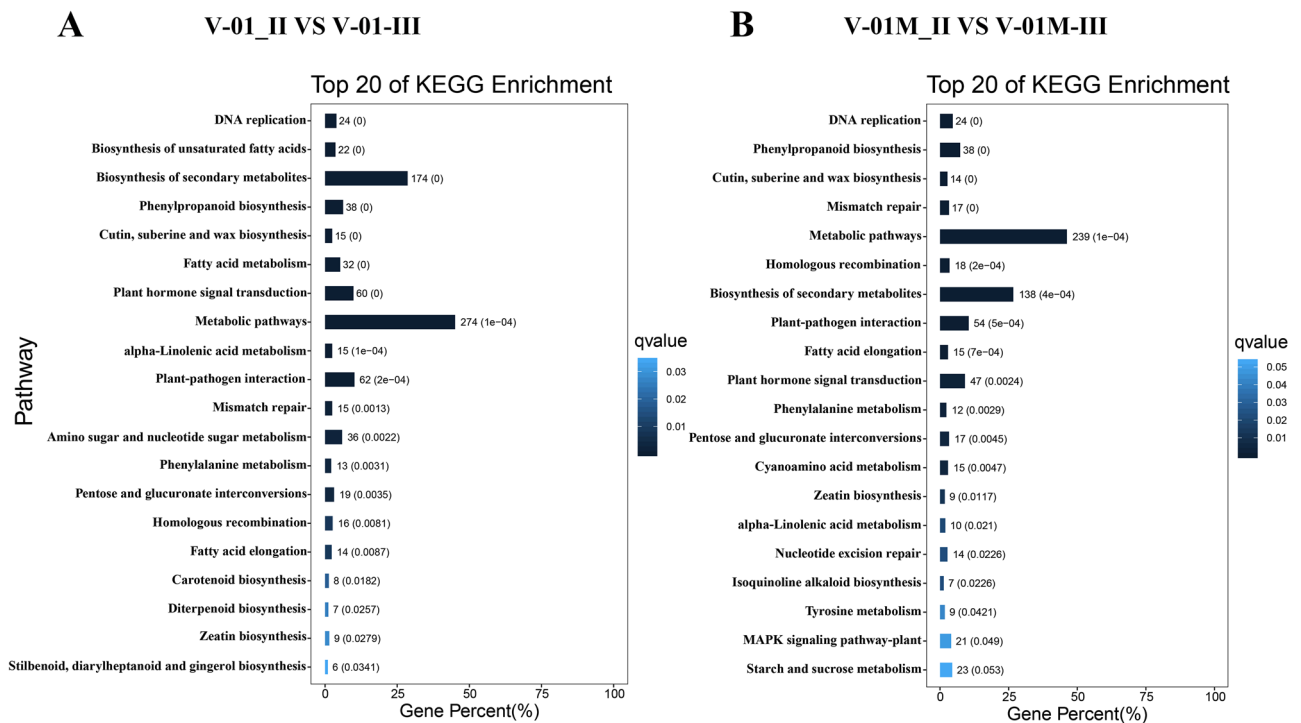 A
V-01_II VS V-01-III
Top 20 of KEGG Enrichment
Pathway
DNA replication 24 (0)
Biosynthesis of unsaturated fatty acids 22 (0)
Biosynthesis of secondary metabolites 174 (0)
Phenylpropanoid biosynthesis 38 (0)
Cutin, suberine and wax biosynthesis 15 (0)
Fatty acid metabolism 32 (0)
Plant hormone signal transduction 60 (0)
Metabolic pathways 274 (1e−04)
alpha-Linolenic acid metabolism 15 (1e−04)
Plant-pathogen interaction 62 (2e−04)
Mismatch repair 15 (0.0013)
Amino sugar and nucleotide sugar metabolism 36 (0.0022)
Phenylalanine metabolism 13 (0.0031)
Pentose and glucuronate interconversions 19 (0.0035)
Homologous recombination 16 (0.0081)
Fatty acid elongation 14 (0.0087)
Carotenoid biosynthesis 8 (0.0182)
Diterpenoid biosynthesis 7 (0.0257)
Zeatin biosynthesis 9 (0.0279)
Stilbenoid, diarylheptanoid and gingerol biosynthesis 6 (0.0341)
0 25 50 75 100
Gene Percent(%)
qvalue
0.03
0.02
0.01
B
V-01M_II VS V-01M-III
Top 20 of KEGG Enrichment
DNA replication 24 (0)
Phenylpropanoid biosynthesis 38 (0)
Cutin, suberine and wax biosynthesis 14 (0)
Mismatch repair 17 (0)
Metabolic pathways 239 (1e−04)
Homologous recombination 18 (2e−04)
Biosynthesis of secondary metabolites 138 (4e−04)
Plant-pathogen interaction 54 (5e−04)
Fatty acid elongation 15 (7e−04)
Plant hormone signal transduction 47 (0.0024)
Phenylalanine metabolism 12 (0.0029)
Pentose and glucuronate interconversions 17 (0.0045)
Cyanoamino acid metabolism 15 (0.0047)
Zeatin biosynthesis 9 (0.0117)
alpha-Linolenic acid metabolism 10 (0.021)
Nucleotide excision repair 14 (0.0226)
Isoquinoline alkaloid biosynthesis 7 (0.0226)
Tyrosine metabolism 9 (0.0421)
MAPK signaling pathway-plant 21 (0.049)
Starch and sucrose metabolism 23 (0.053)
0 25 50 75 100
Gene Percent(%)
qvalue
0.05
0.04
0.03
0.02
0.01